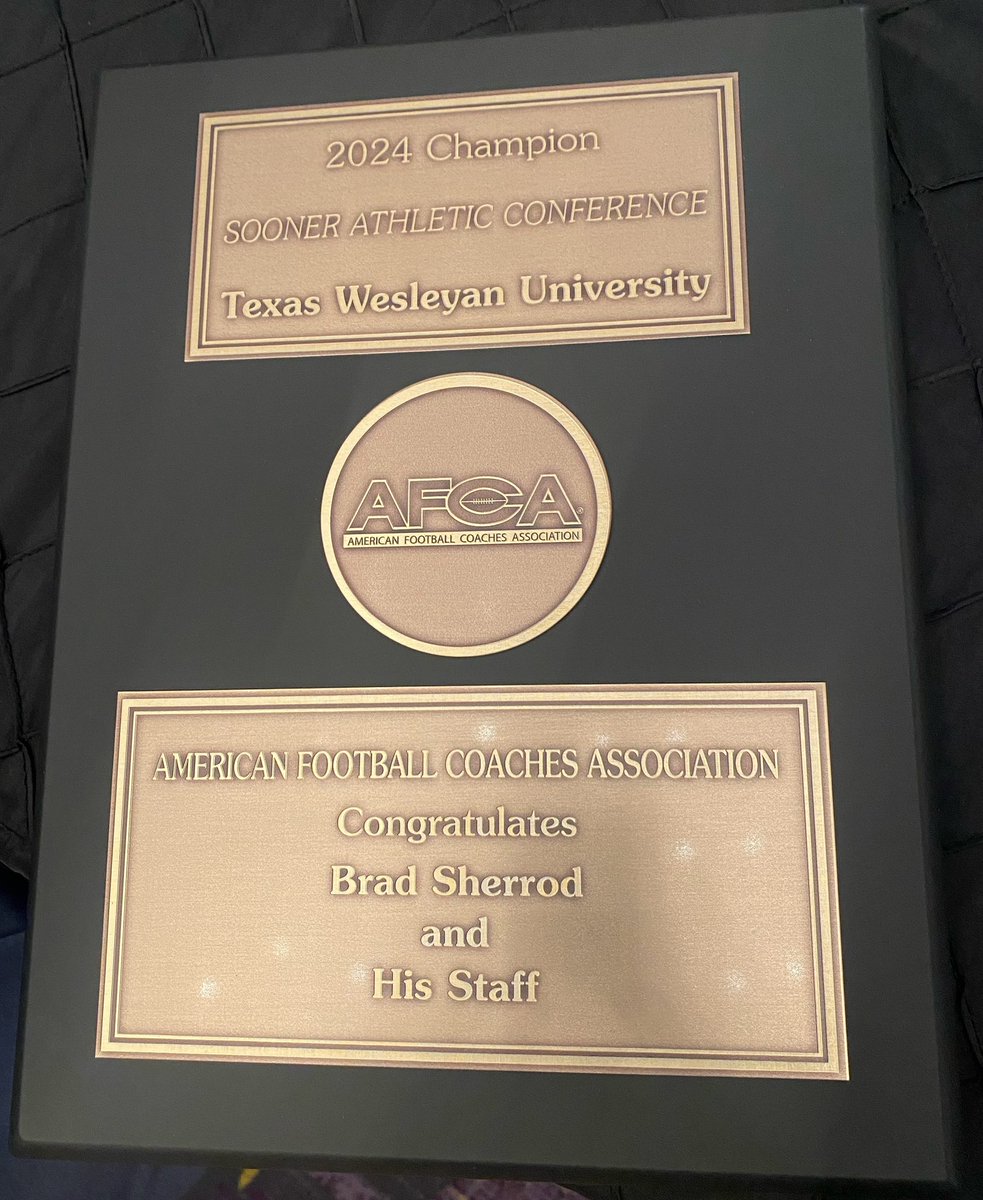 2024 Champion
SOONER ATHLETIC CONFERENCE
Texas Wesleyan University
AFCA®
AMERICAN FOOTBALL COACHES ASSOCIATION
AMERICAN FOOTBALL COACHES ASSOCIATION
Congratulates
Brad Sherrod
and
His Staff